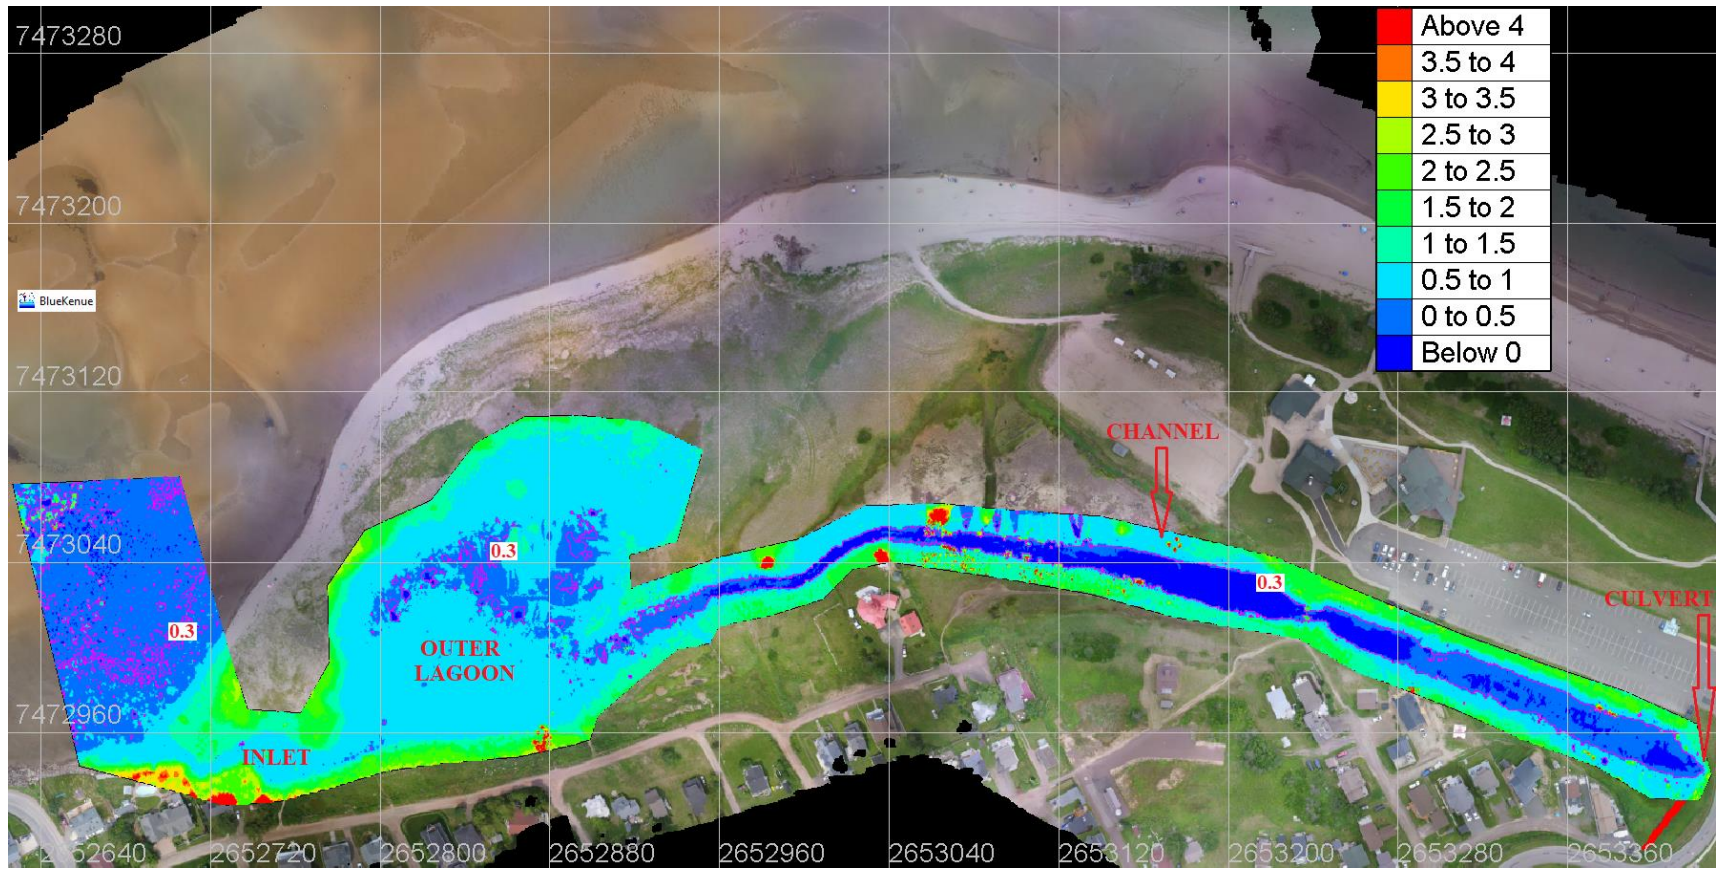 7473280
7473200
7473120
7473040
7472960
BlueKenue
Above 4
3.5 to 4
3 to 3.5
2.5 to 3
2 to 2.5
1.5 to 2
1 to 1.5
0.5 to 1
0 to 0.5
Below 0
CHANNEL
CULVERT
0.3
0.3
0.3
OUTER
LAGOON
INLET
2652640
2652720
2652800
2652880
2652960
2653040
2653120
2653200
2653280
2653360